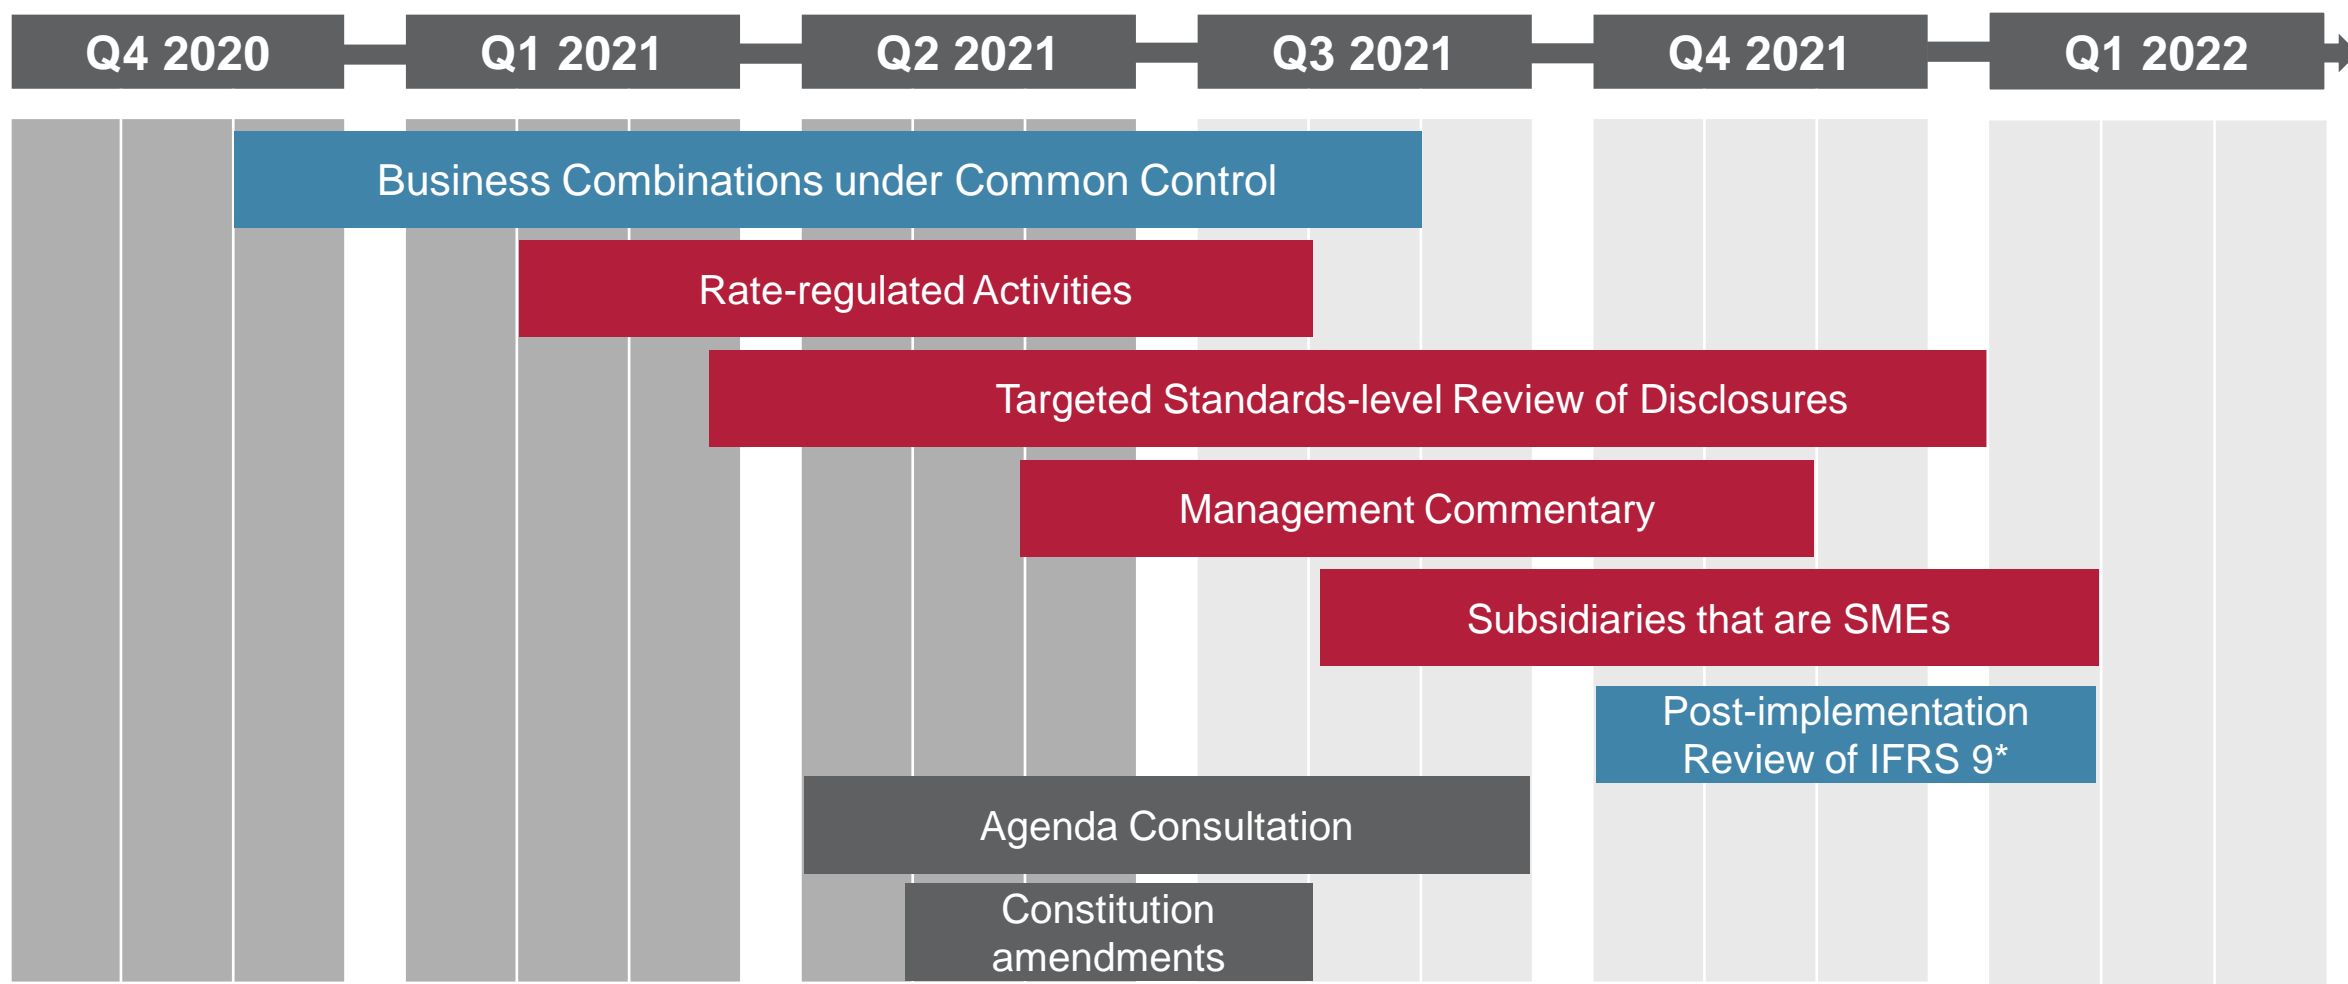 Q4 2020
Q1 2021
Q2 2021
Q3 2021
Q4 2021
Q1 2022
Business Combinations under Common Control
Rate-regulated Activities
Targeted Standards-level Review of Disclosures
Management Commentary
Subsidiaries that are SMEs
Post-implementation
Review of IFRS 9*
Agenda Consultation
Constitution
amendments